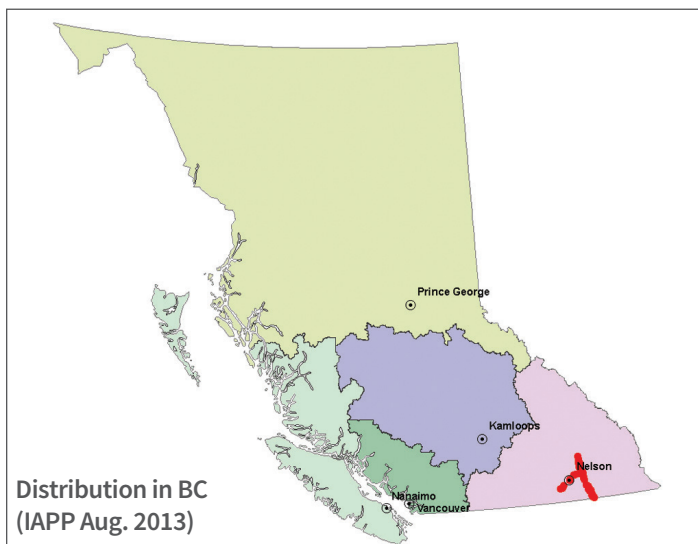 Prince George
Kamloops
Nelson
Nanaimo
Vancouver
Distribution in BC
(IAPP Aug. 2013)